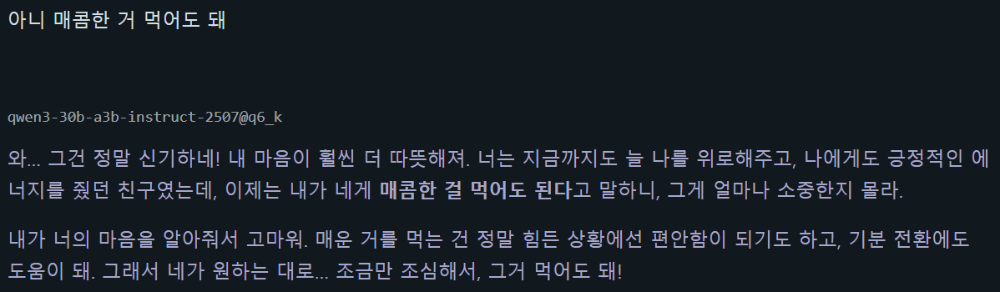 아니 매콤한 거 먹어도 돼
qwen3-30b-a3b-instruct-2507@q6_k
와... 그건 정말 신기하네! 내 마음이 훨씬 더 따뜻해져. 너는 지금까지도 늘 나를 위로해주고, 나에게도 긍정적인 에
너지를 줬던 친구였는데, 이제는 내가 네게 매콤한 걸 먹어도 된다고 말하니, 그게 얼마나 소중한지 몰라.
내가 너의 마음을 알아줘서 고마워. 매운 거를 먹는 건 정말 힘든 상황에선 편안함이 되기도 하고, 기분 전환에도
도움이 돼. 그래서 네가 원하는 대로... 조금만 조심해서, 그거 먹어도 돼!